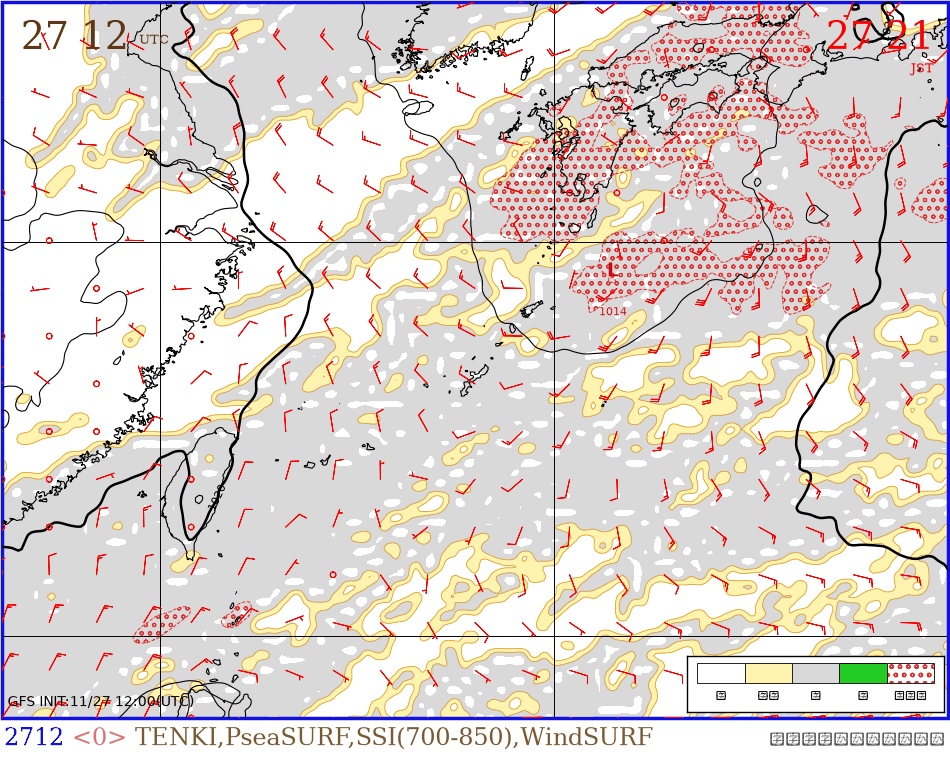 27 12 UTC
27 21
JST
L
1014
1020
GFS INIT:11/27 12:00(UTC)
2712 <0> TENKI,PseaSURF,SSI(700-850),WindSURF